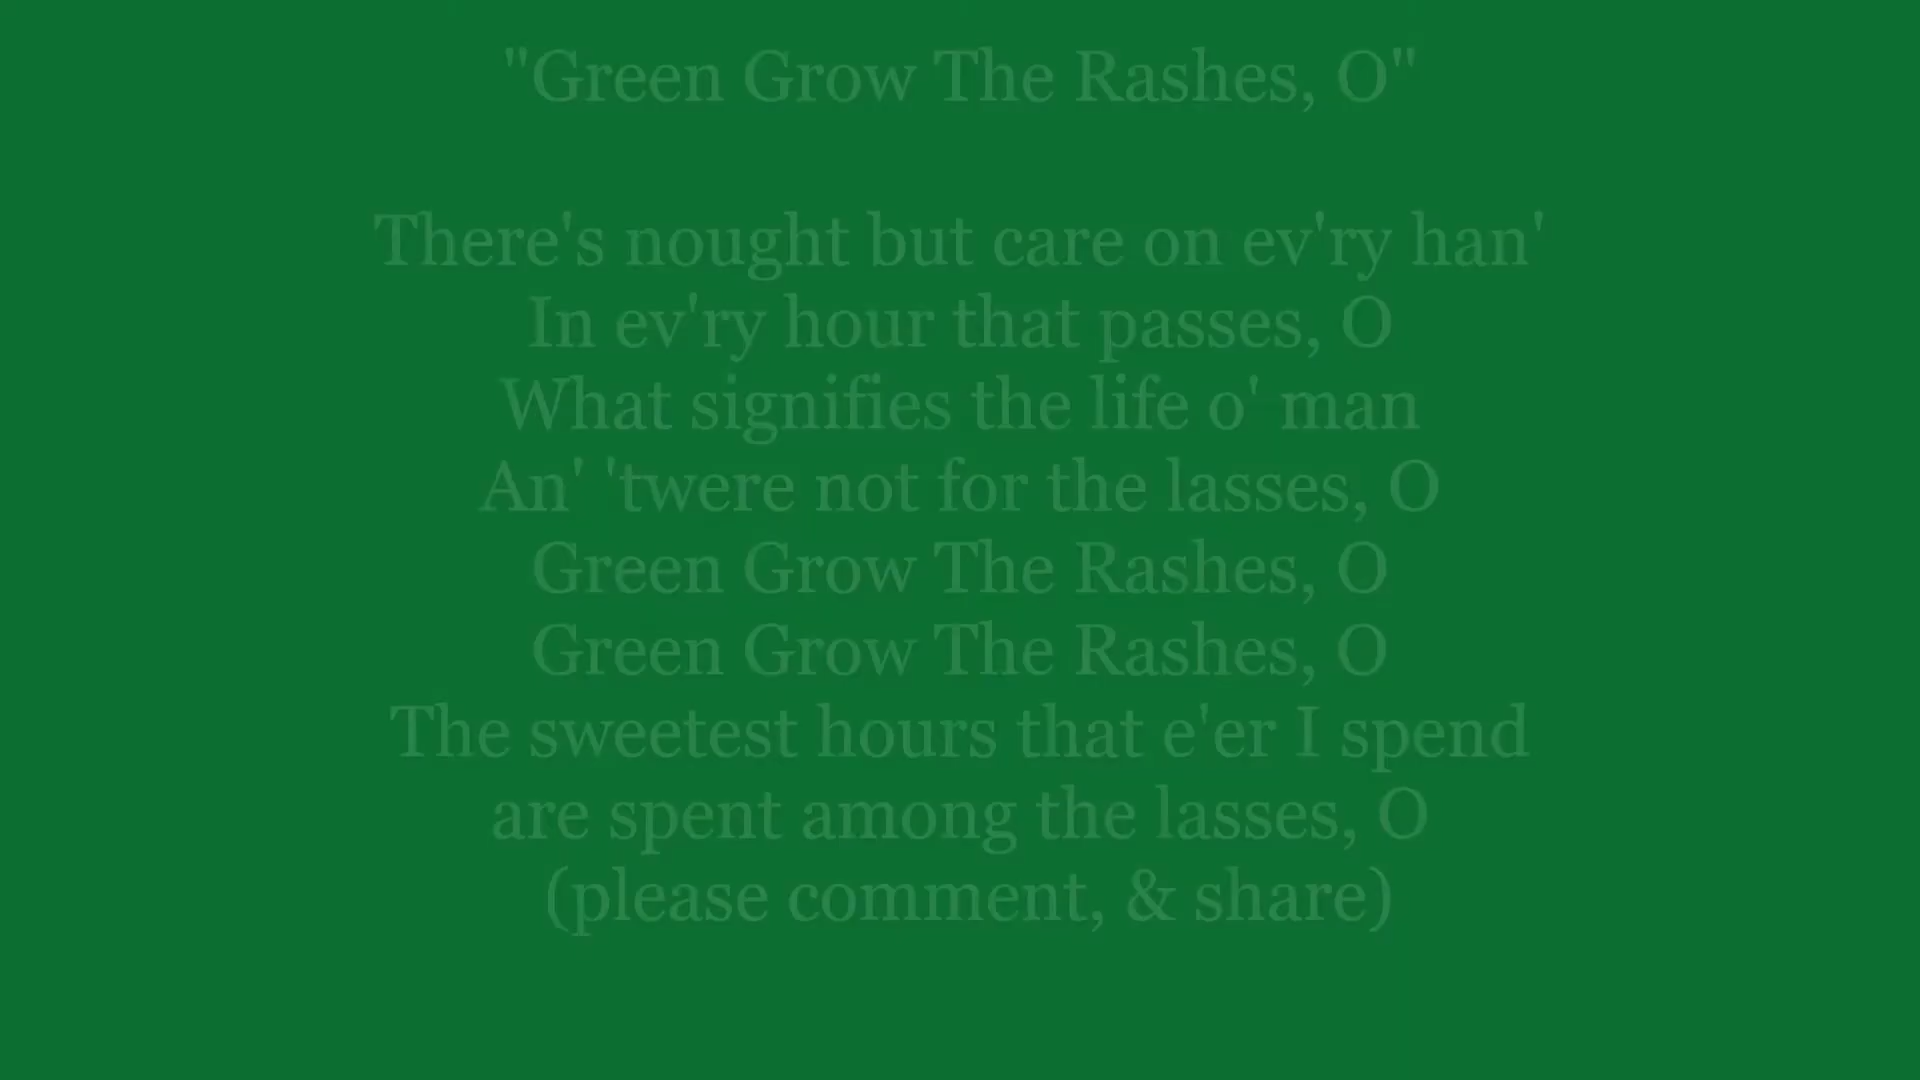 "Green Grow The Rashes, O"
There's nought but care on ev'ry han'
In ev'ry hour that passes, O
What signifies the life o' man
An' 'twere not for the lasses, O
Green Grow The Rashes, O
Green Grow The Rashes, O
The sweetest hours that e'er I spend
are spent among the lasses, O
(please comment, & share)